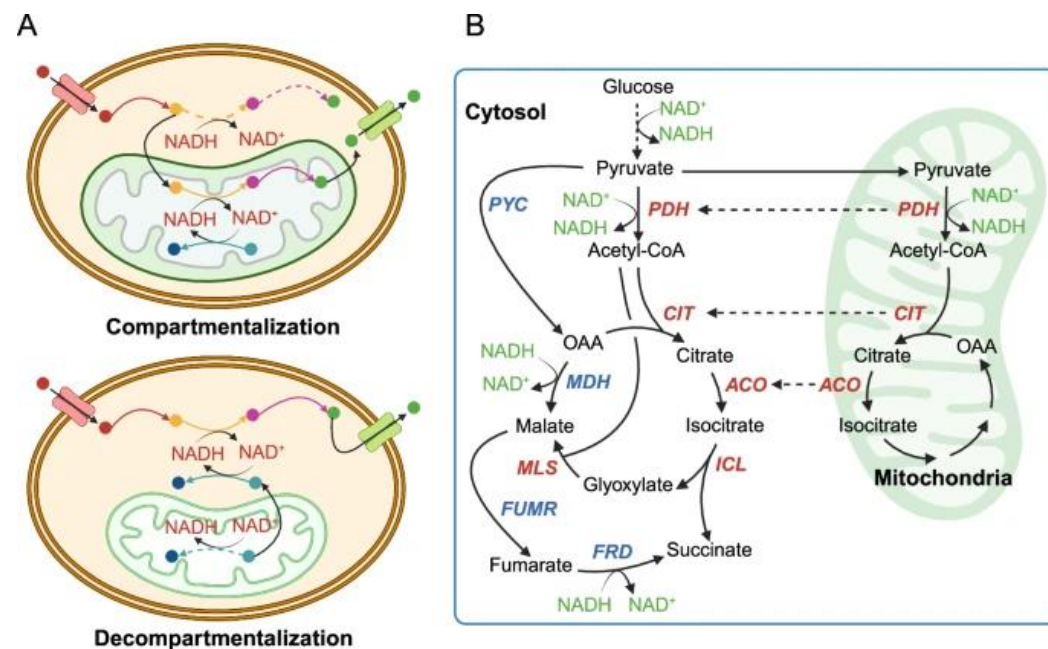 A
NADH NAD⁺
NADH NAD⁺
Compartmentalization
NADH NAD⁺
NADH NAD⁺
Decompartmentalization
B
Cytosol
Glucose
NAD⁺
NADH
Pyruvate
Pyruvate
PYC
NAD⁺
PDH
PDH
NAD⁺
NADH
NADH
Acetyl-CoA
Acetyl-CoA
CIT
CIT
OAA
Citrate
Citrate
OAA
NADH
NAD⁺
MDH
ACO
ACO
Malate
Isocitrate
Isocitrate
MLS
Glyoxylate
ICL
Mitochondria
FUMR
FRD
Succinate
Fumarate
NADH NAD⁺